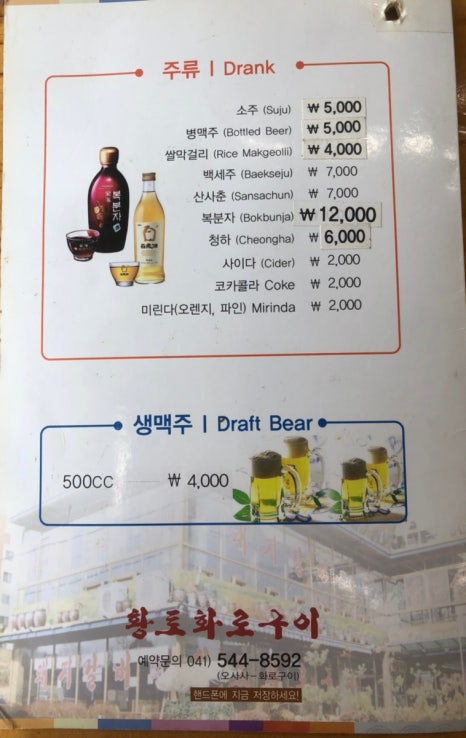 주류 | Drank
소주 (Suju) ₩ 5,000
병맥주 (Bottled Beer) ₩ 5,000
쌀막걸리 (Rice Makgeolli) ₩ 4,000
백세주 (Baekseju) ₩ 7,000
산사춘 (Sansachun) ₩ 7,000
복분자 (Bokbunja) ₩ 12,000
청하 (Cheongha) ₩ 6,000
사이다 (Cider) ₩ 2,000
코카콜라 Coke ₩ 2,000
미린다(오렌지, 파인) Mirinda ₩ 2,000
복분자
생맥주 | Draft Bear
500CC ₩ 4,000
황토화로구이
예약문의 041) 544-8592
(오사사-화로구이)
핸드폰에 지금 저장하세요!